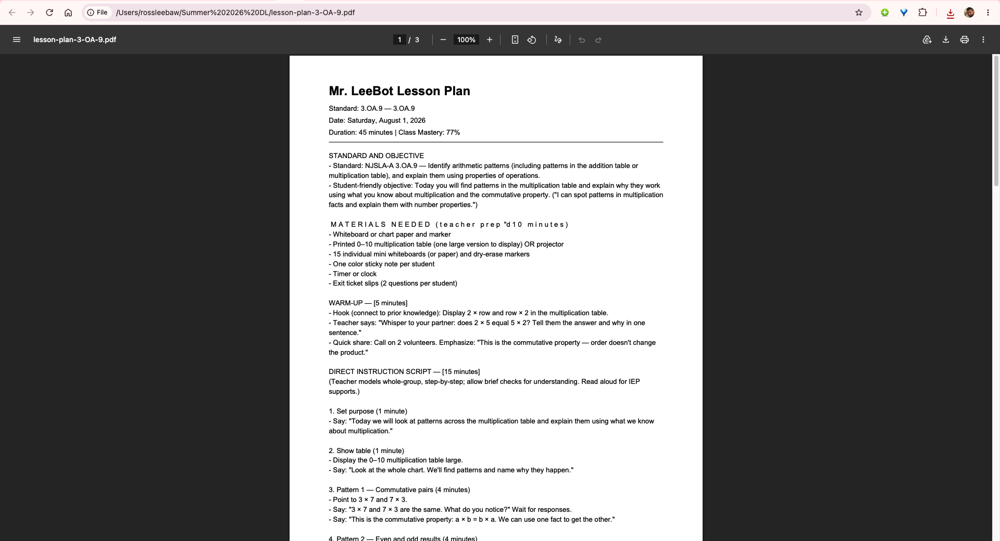 File
/Users/rossleebaw/Summer%202026%20DL/lesson-plan-3-OA-9.pdf
lesson-plan-3-OA-9.pdf
1 / 3
100%
Mr. LeeBot Lesson Plan
Standard: 3.OA.9 — 3.OA.9
Date: Saturday, August 1, 2026
Duration: 45 minutes | Class Mastery: 77%
STANDARD AND OBJECTIVE
- Standard: NJSLA-A 3.OA.9 — Identify arithmetic patterns (including patterns in the addition table or
multiplication table), and explain them using properties of operations.
- Student-friendly objective: Today you will find patterns in the multiplication table and explain why they work
using what you know about multiplication and the commutative property. ("I can spot patterns in multiplication
facts and explain them with number properties.")
M A T E R I A L S   N E E D E D   ( t e a c h e r   p r e p   "d 1 0   m i n u t e s )
- Whiteboard or chart paper and marker
- Printed 0–10 multiplication table (one large version to display) OR projector
- 15 individual mini whiteboards (or paper) and dry-erase markers
- One color sticky note per student
- Timer or clock
- Exit ticket slips (2 questions per student)
WARM-UP — [5 minutes]
- Hook (connect to prior knowledge): Display 2 × row and row × 2 in the multiplication table.
- Teacher says: "Whisper to your partner: does 2 × 5 equal 5 × 2? Tell them the answer and why in one
sentence."
- Quick share: Call on 2 volunteers. Emphasize: "This is the commutative property — order doesn't change
the product."
DIRECT INSTRUCTION SCRIPT — [15 minutes]
(Teacher models whole-group, step-by-step; allow brief checks for understanding. Read aloud for IEP
supports.)
1. Set purpose (1 minute)
- Say: "Today we will look at patterns across the multiplication table and explain them using what we know
about multiplication."
2. Show table (1 minute)
- Display the 0–10 multiplication table large.
- Say: "Look at the whole chart. We'll find patterns and name why they happen."
3. Pattern 1 — Commutative pairs (4 minutes)
- Point to 3 × 7 and 7 × 3.
- Say: "3 × 7 and 7 × 3 are the same. What do you notice?" Wait for responses.
- Say: "This is the commutative property: a × b = b × a. We can use one fact to get the other."
4. Pattern 2 — Even and odd results (4 minutes)